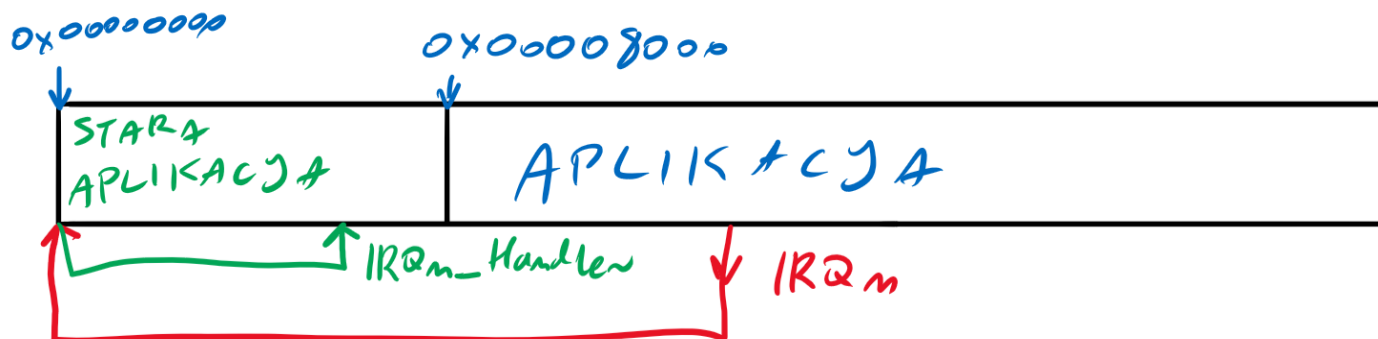 0x00000000
0x00008000
STARA
APLIKACJA
APLIKACJA
IRQn_Handler
IRQn